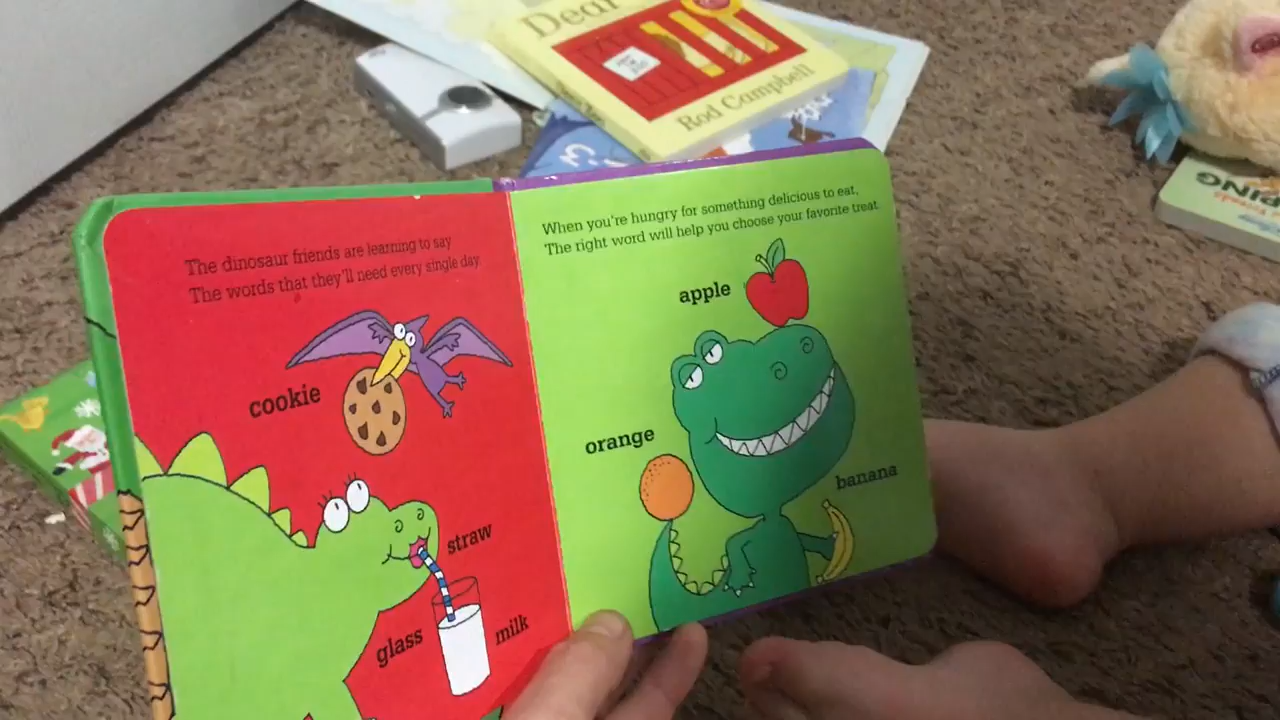 Dear
Rod Campbell
The dinosaur friends are learning to say
The words that they'll need every single day.
cookie
straw
glass
milk
When you're hungry for something delicious to eat,
The right word will help you choose your favorite treat.
apple
orange
banana